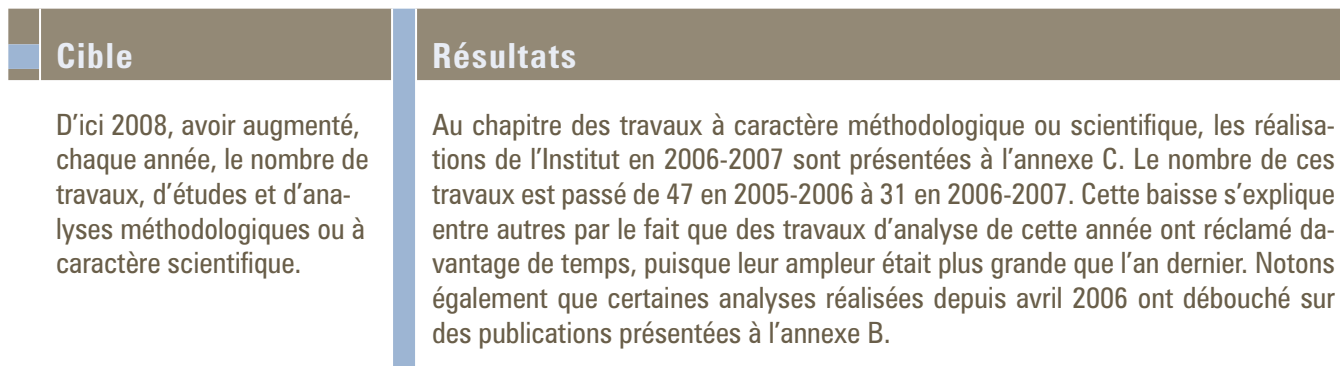 Cible
D'ici 2008, avoir augmenté,
chaque année, le nombre de
travaux, d'études et d'ana-
lyses méthodologiques ou à
caractère scientifique.
Résultats
Au chapitre des travaux à caractère méthodologique ou scientifique, les réalisa-
tions de l'Institut en 2006-2007 sont présentées à l'annexe C. Le nombre de ces
travaux est passé de 47 en 2005-2006 à 31 en 2006-2007. Cette baisse s'explique
entre autres par le fait que des travaux d'analyse de cette année ont réclamé da-
vantage de temps, puisque leur ampleur était plus grande que l'an dernier. Notons
également que certaines analyses réalisées depuis avril 2006 ont débouché sur
des publications présentées à l'annexe B.